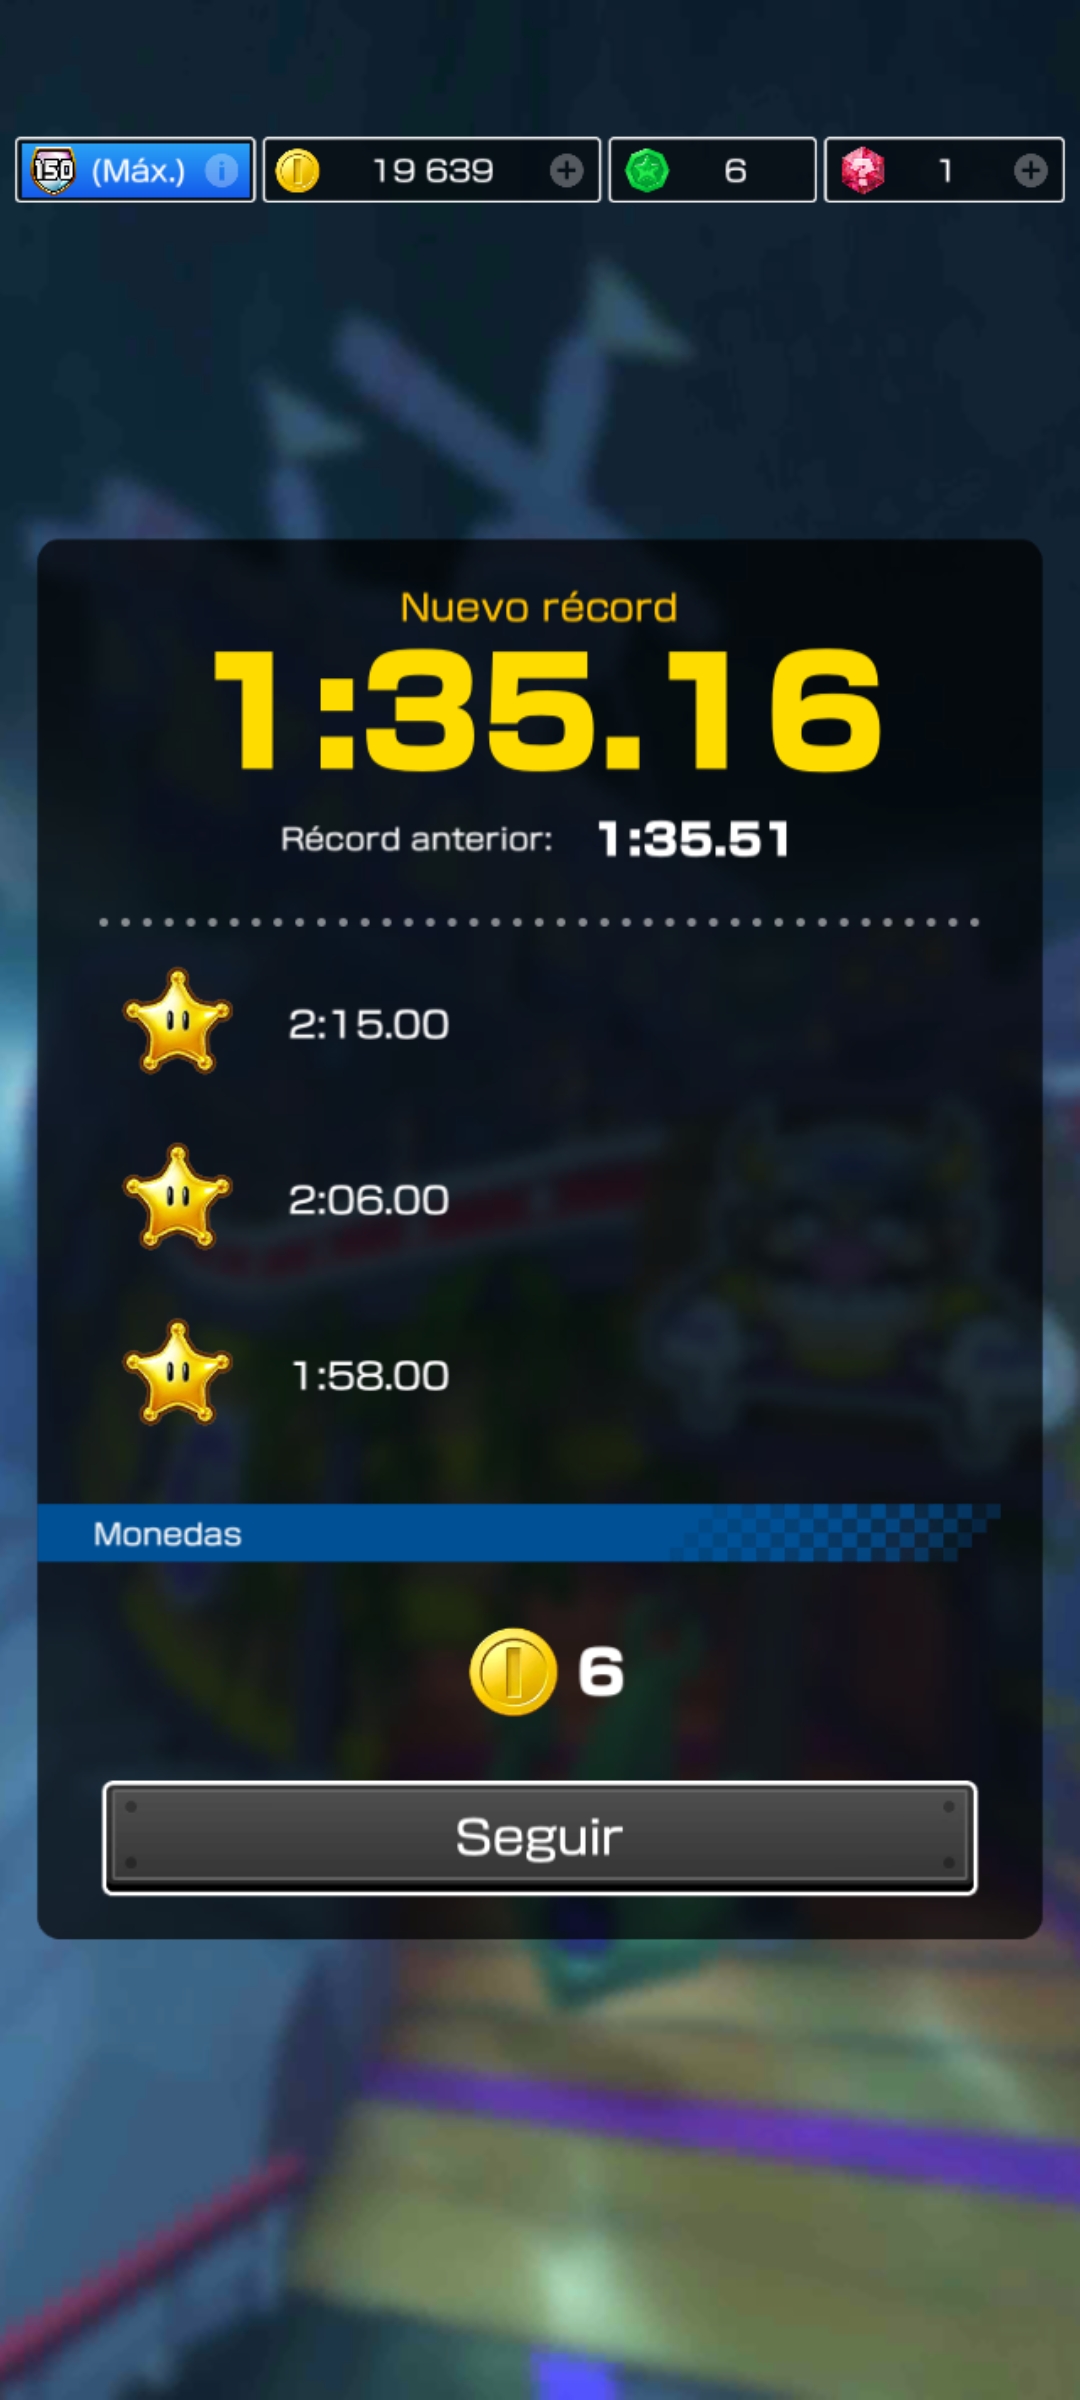 150 (Máx.) i 19 639 + 6 ? 1 +
Nuevo récord
1:35.16
Récord anterior: 1:35.51
2:15.00
2:06.00
1:58.00
Monedas
6
Seguir